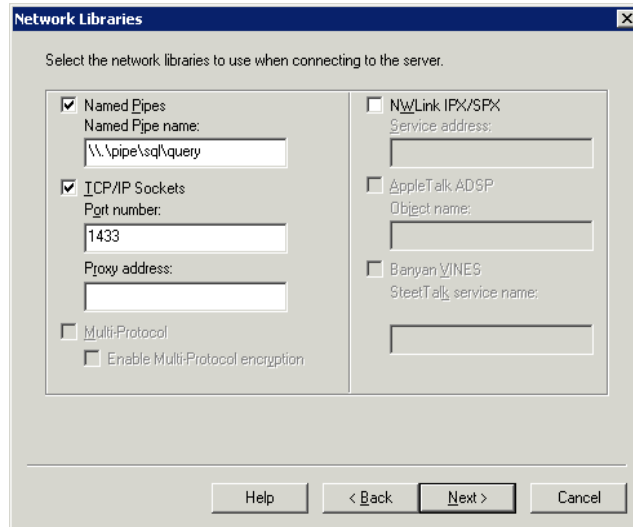 Network Libraries
Select the network libraries to use when connecting to the server.
Named Pipes
Named Pipe name:
\\.\pipe\sql\query
TCP/IP Sockets
Port number:
1433
Proxy address:
Multi-Protocol
Enable Multi-Protocol encryption
NWLink IPX/SPX
Service address:
AppleTalk ADSP
Object name:
Banyan VINES
SteetTalk service name:
Help
< Back
Next >
Cancel